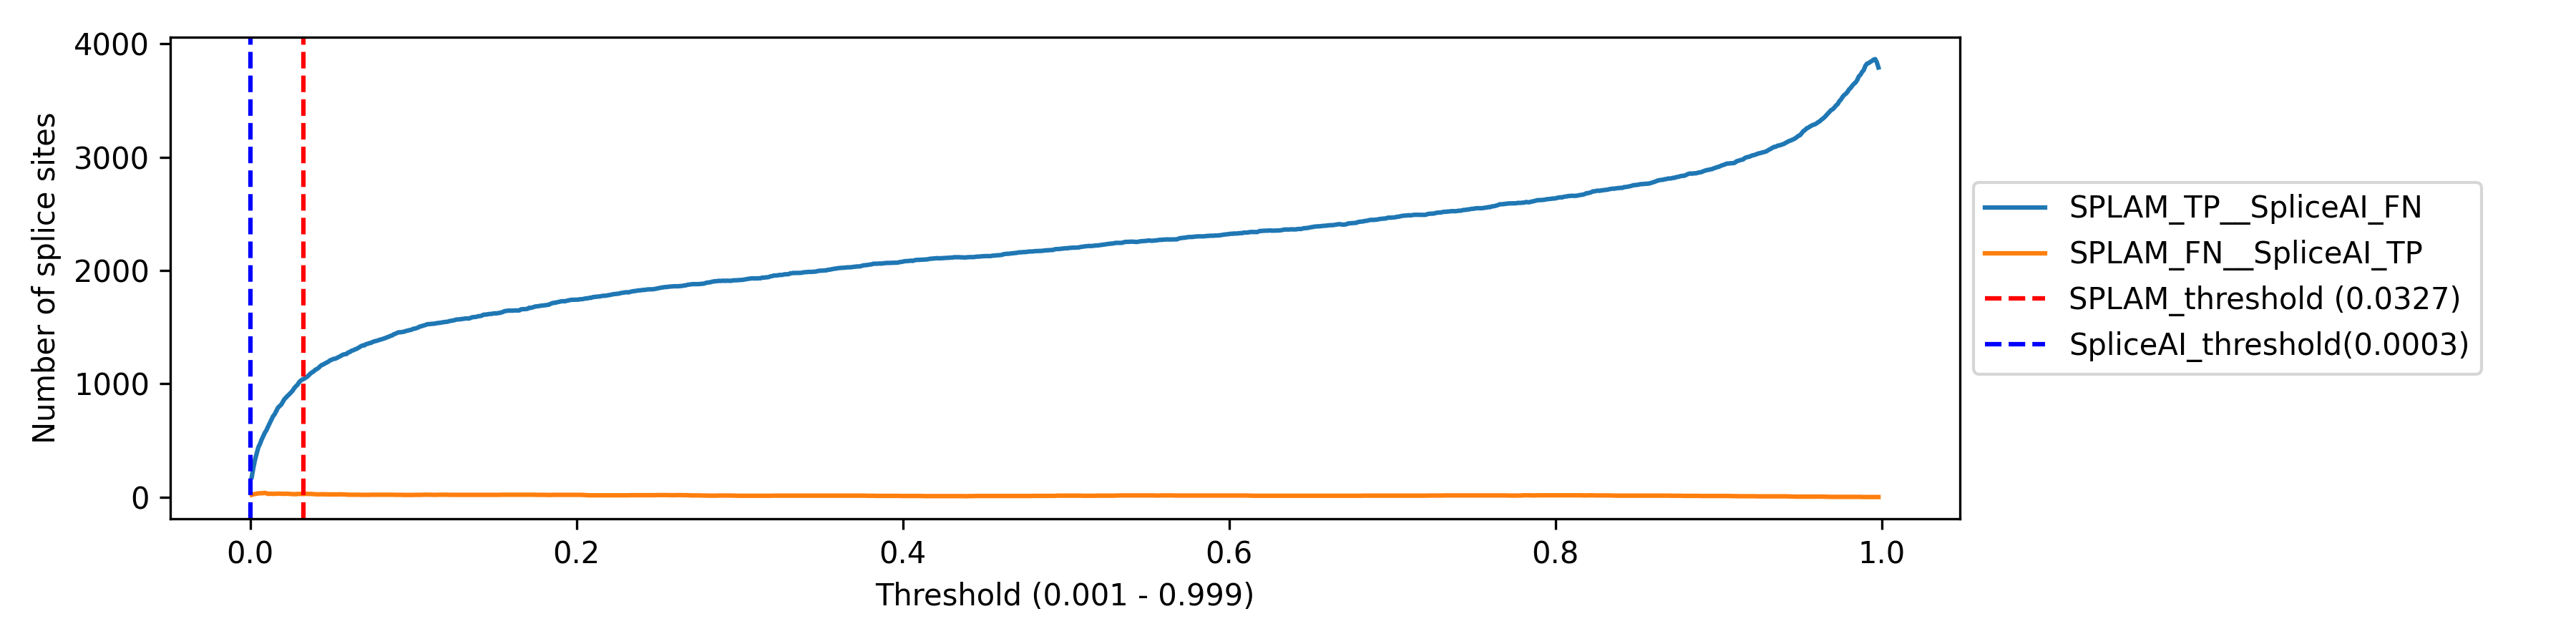 4000
3000
2000
1000
0
Number of splice sites
0.0 0.2 0.4 0.6 0.8 1.0
Threshold (0.001 - 0.999)
SPLAM_TP__SpliceAI_FN
SPLAM_FN__SpliceAI_TP
SPLAM_threshold (0.0327)
SpliceAI_threshold(0.0003)